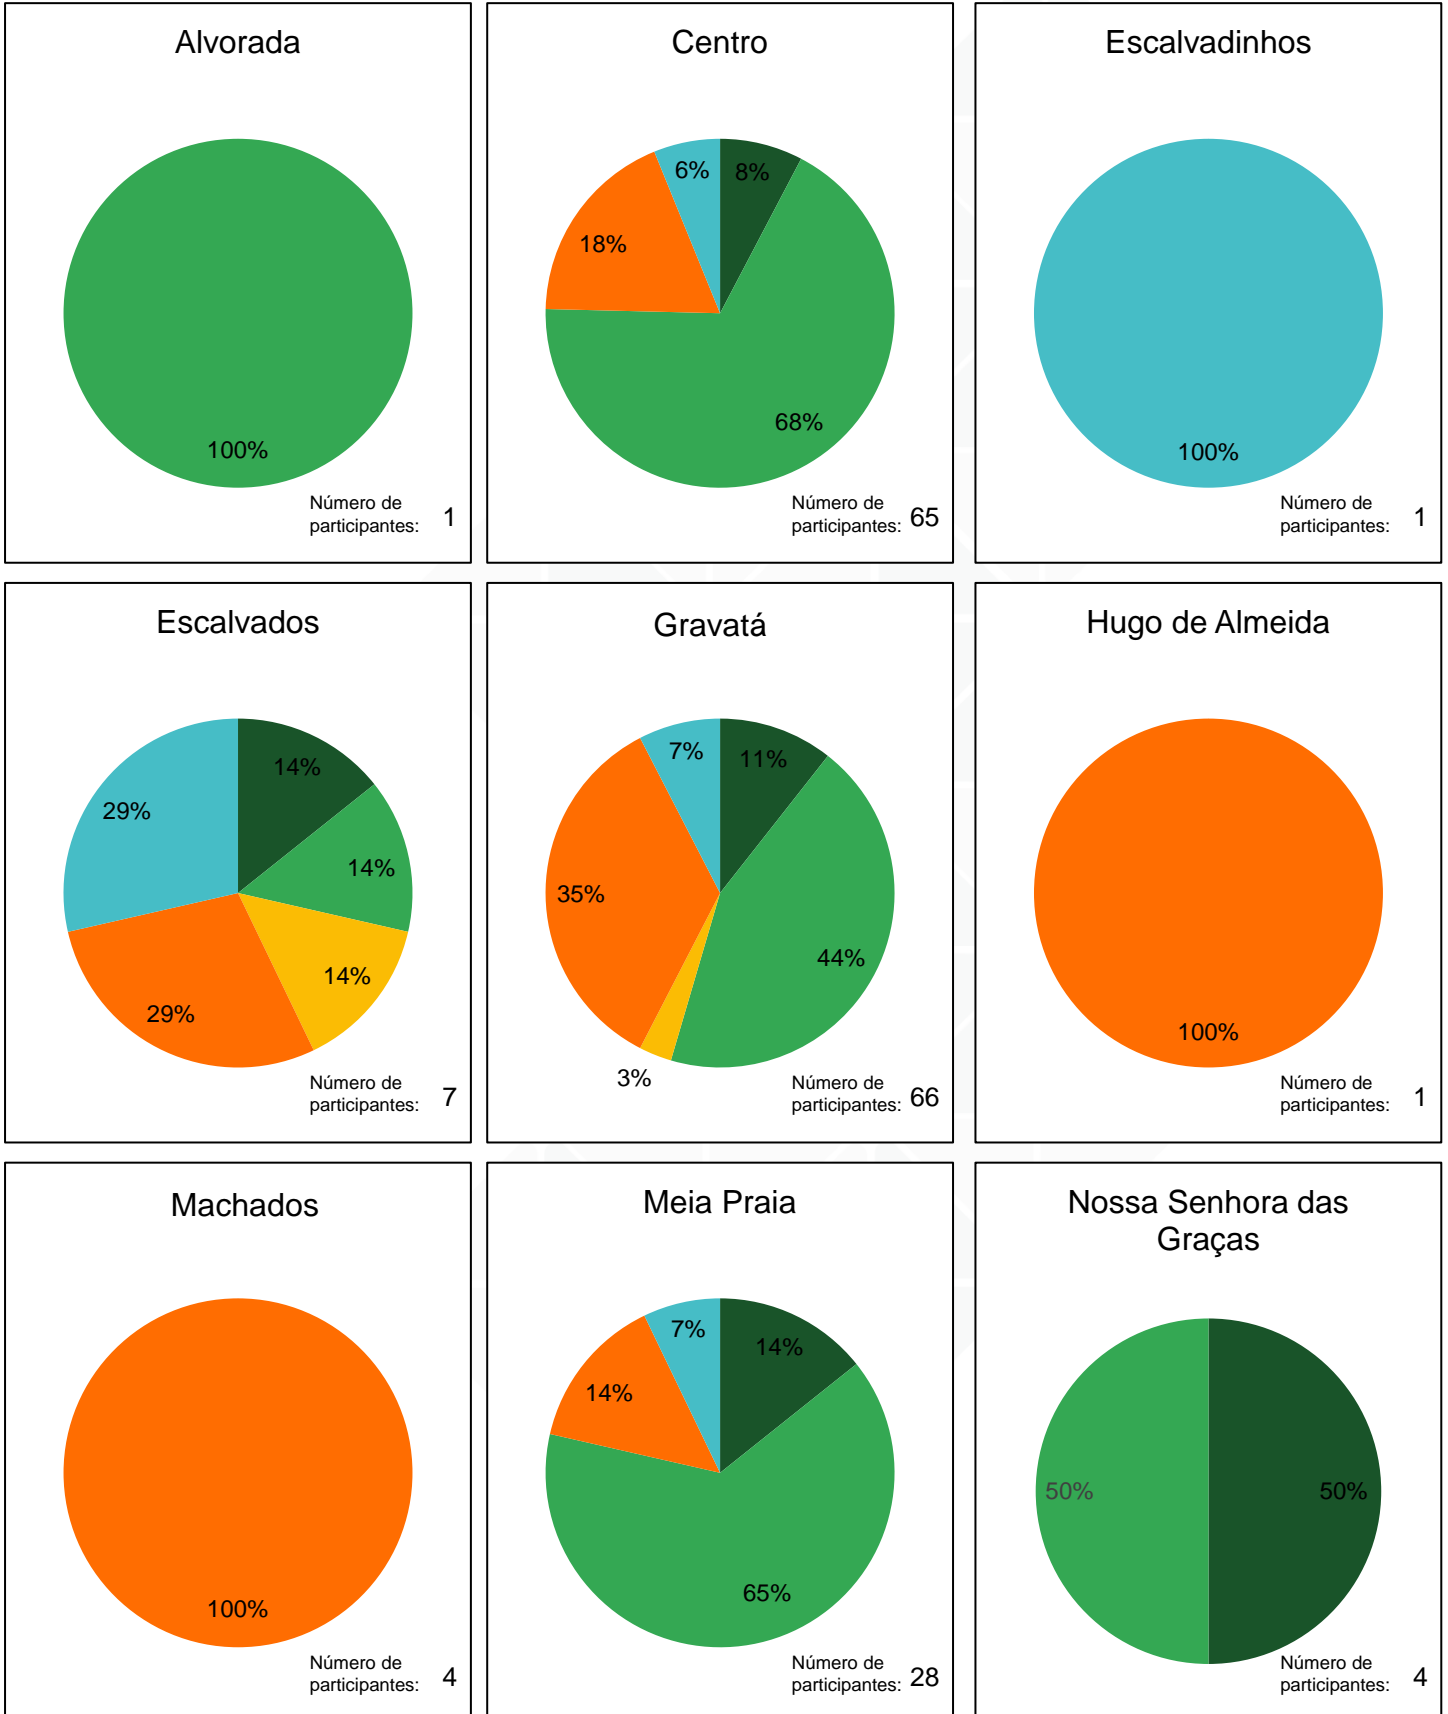 Alvorada
100%
Número de
participantes: 1
Centro
6%
8%
18%
68%
Número de
participantes: 65
Escalvadinhos
100%
Número de
participantes: 1
Escalvados
14%
29%
14%
14%
29%
Número de
participantes: 7
Gravatá
7%
11%
35%
44%
3%
Número de
participantes: 66
Hugo de Almeida
100%
Número de
participantes: 1
Machados
100%
Número de
participantes: 4
Meia Praia
7%
14%
14%
65%
Número de
participantes: 28
Nossa Senhora das
Graças
50%
50%
Número de
participantes: 4